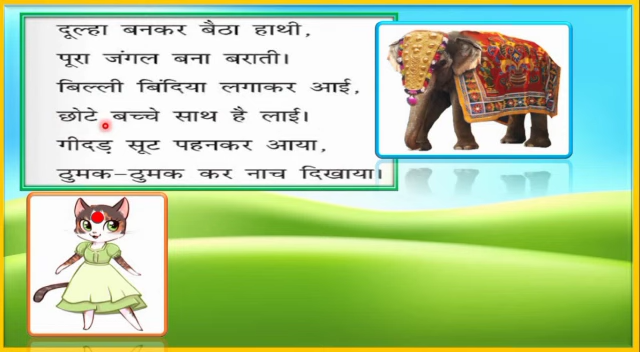 दूल्हा बनकर बैठा हाथी,
पूरा जंगल बना बराती।
बिल्ली बिंदिया लगाकर आई,
छोटे बच्चे साथ है लाई।
गीदड़ सूट पहनकर आया,
ठुमक-ठुमक कर नाच दिखाया।